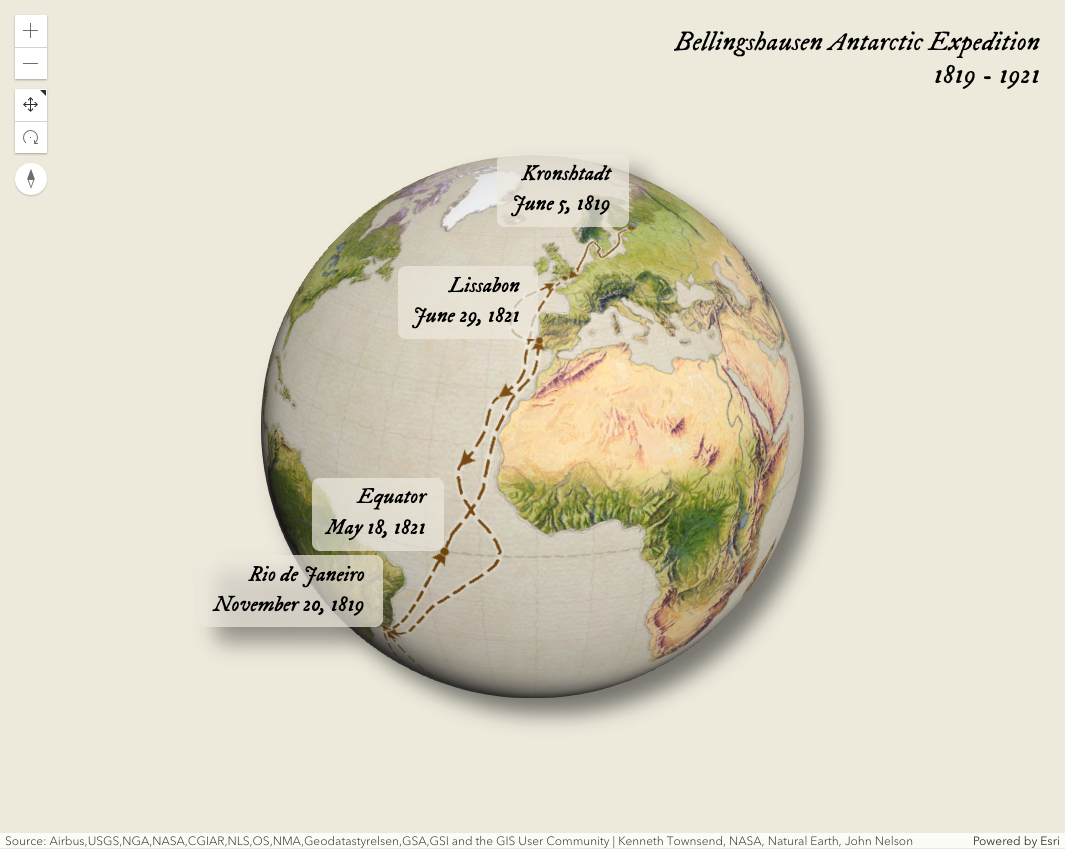 Bellingshausen Antarctic Expedition
1819 - 1921
Kronshtadt
June 5, 1819
Lissabon
June 29, 1821
Equator
May 18, 1821
Rio de Janeiro
November 20, 1819
Source: Airbus,USGS,NGA,NASA,CGIAR,NLS,OS,NMA,Geodatastyrelsen,GSA,GSI and the GIS User Community | Kenneth Townsend, NASA, Natural Earth, John Nelson
Powered by Esri